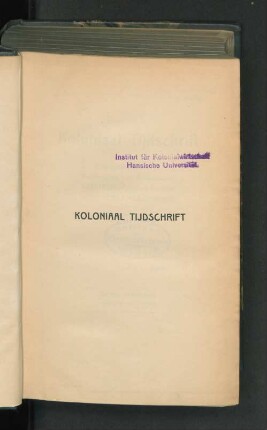 Institut für Kolonialwirtschaft
Hansische Universität.
KOLONIAAL TIJDSCHRIFT